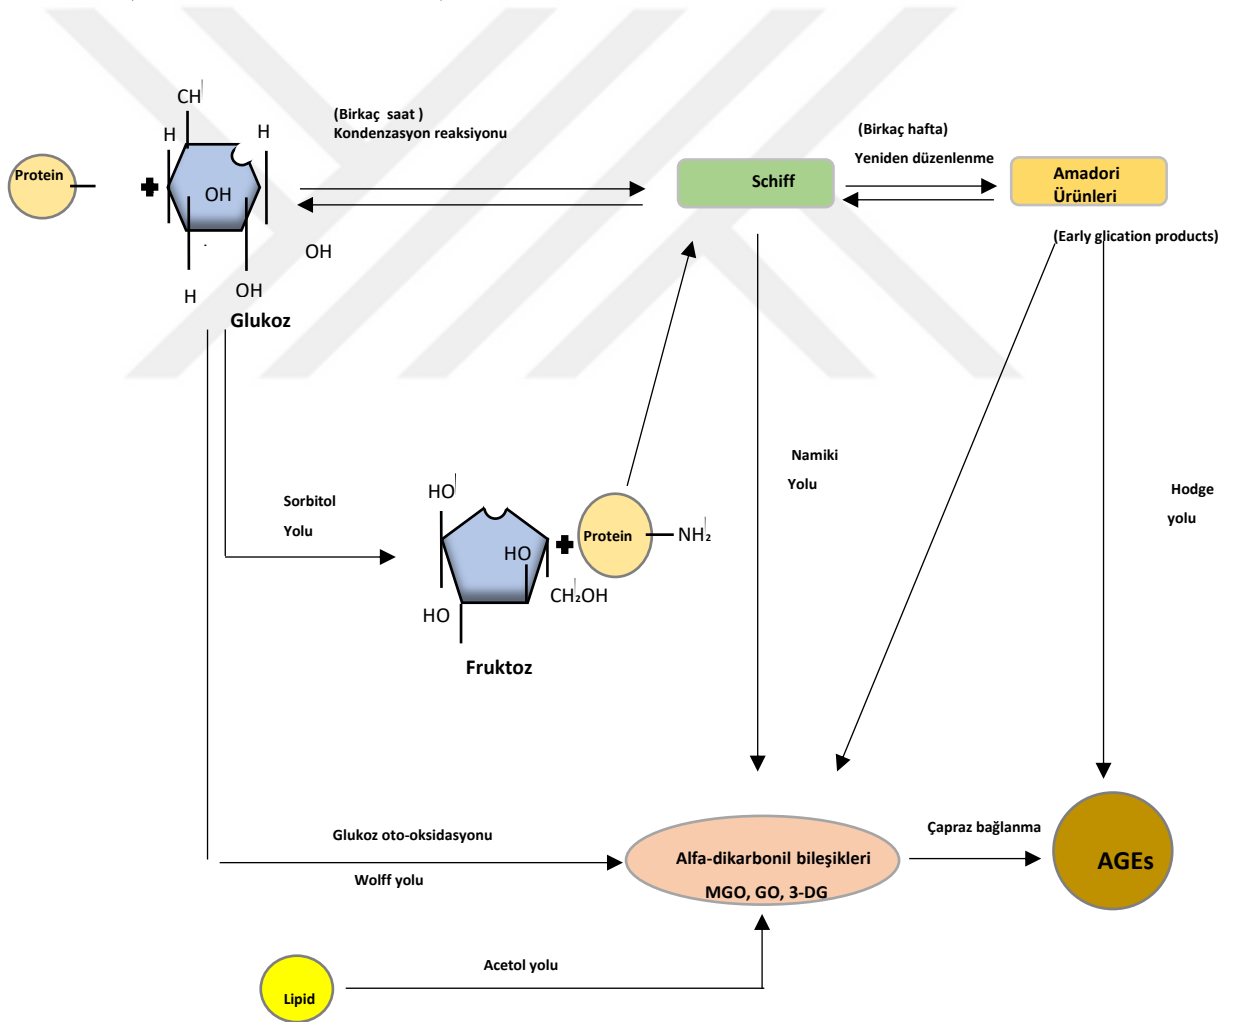 CH
H
H
(Birkaç saat )
Kondenzasyon reaksiyonu
(Birkaç hafta)
Yeniden düzenlenme
Protein
OH
Schiff
Amadori
Ürünleri
(Early glication products)
OH
H
OH
Glukoz
Namiki
Yolu
Hodge
yolu
Sorbitol
Yolu
HO
Protein
NH₂
HO
CH₂OH
HO
Fruktoz
Glukoz oto-oksidasyonu
Wolff yolu
Alfa-dikarbonil bileşikleri
MGO, GO, 3-DG
Çapraz bağlanma
AGEs
Acetol yolu
Lipid